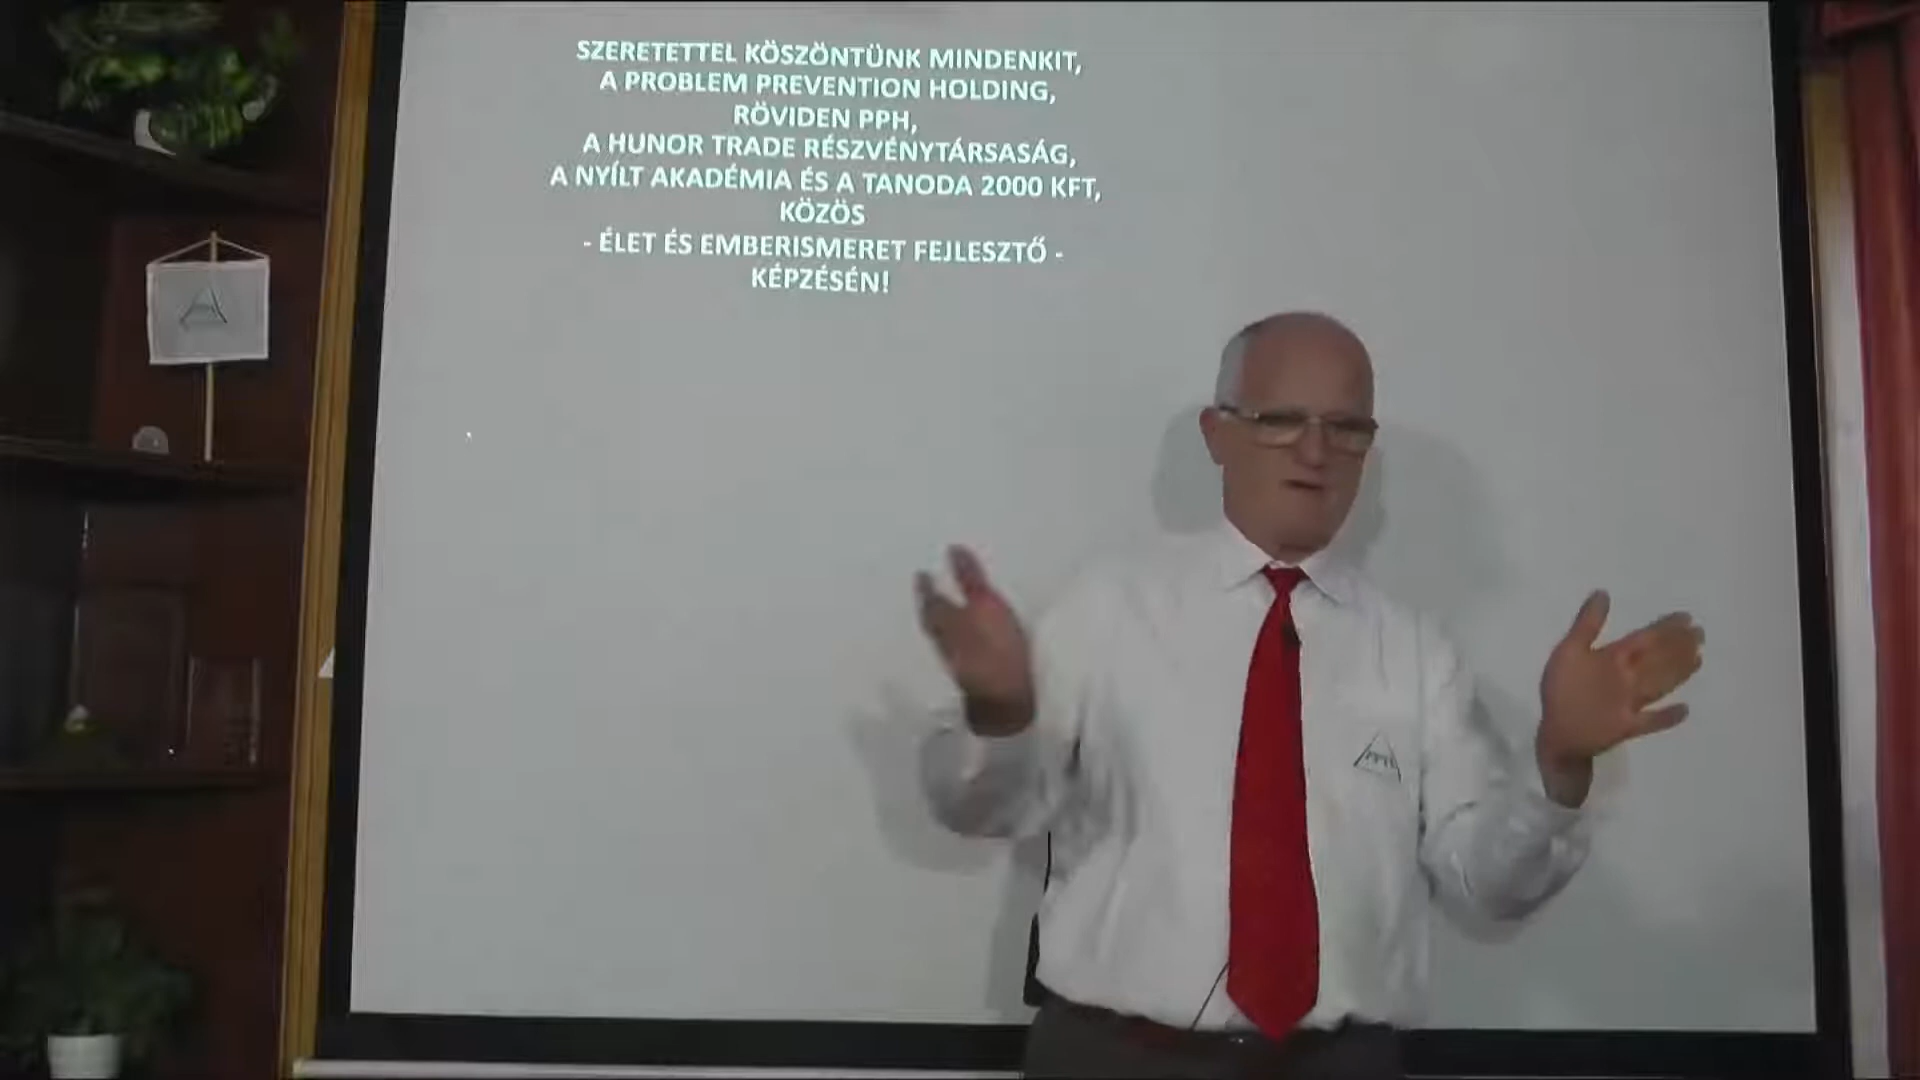 SZERETETTEL KÖSZÖNTÜNK MINDENKIT,
A PROBLEM PREVENTION HOLDING,
RÖVIDEN PPH,
A HUNOR TRADE RÉSZVÉNYTÁRSASÁG,
A NYÍLT AKADÉMIA ÉS A TANODA 2000 KFT,
KÖZÖS
- ÉLET ÉS EMBERISMERET FEJLESZTŐ -
KÉPZÉSÉN!
PPH